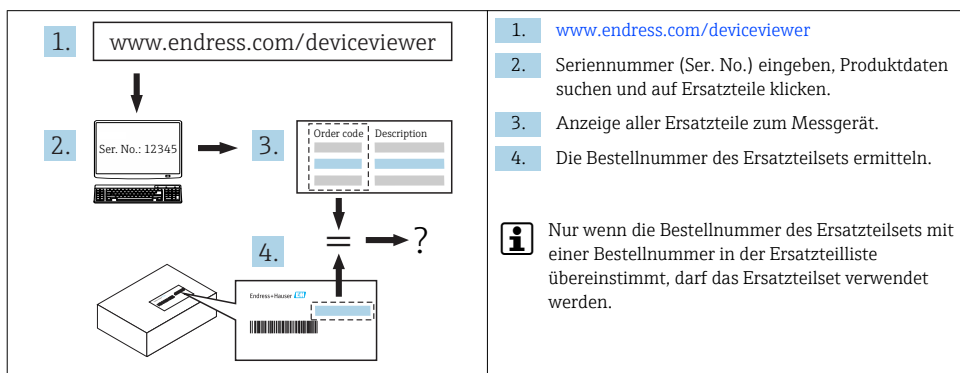 1.
www.endress.com/deviceviewer
2.
Ser. No.: 12345
3.
Order code
Description
4.
?
Endress+Hauser EH
1. www.endress.com/deviceviewer
2. Seriennummer (Ser. No.) eingeben, Produktdaten
suchen und auf Ersatzteile klicken.
3. Anzeige aller Ersatzteile zum Messgerät.
4. Die Bestellnummer des Ersatzteilsets ermitteln.
Nur wenn die Bestellnummer des Ersatzteilsets mit
einer Bestellnummer in der Ersatzteilliste
übereinstimmt, darf das Ersatzteilset verwendet
werden.